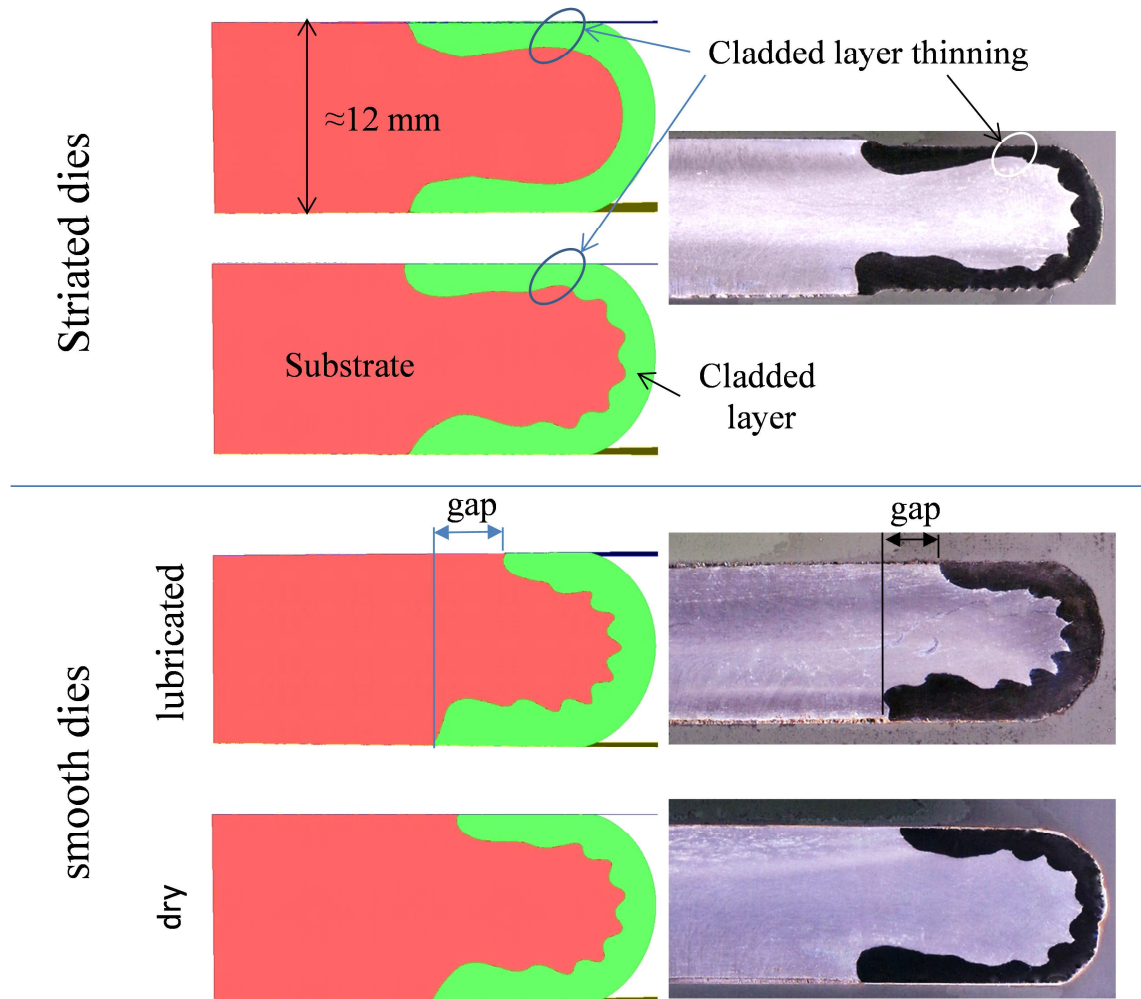 Cladded layer thinning
≈12 mm
Striated dies
Substrate
Cladded
layer
gap
gap
lubricated
smooth dies
dry